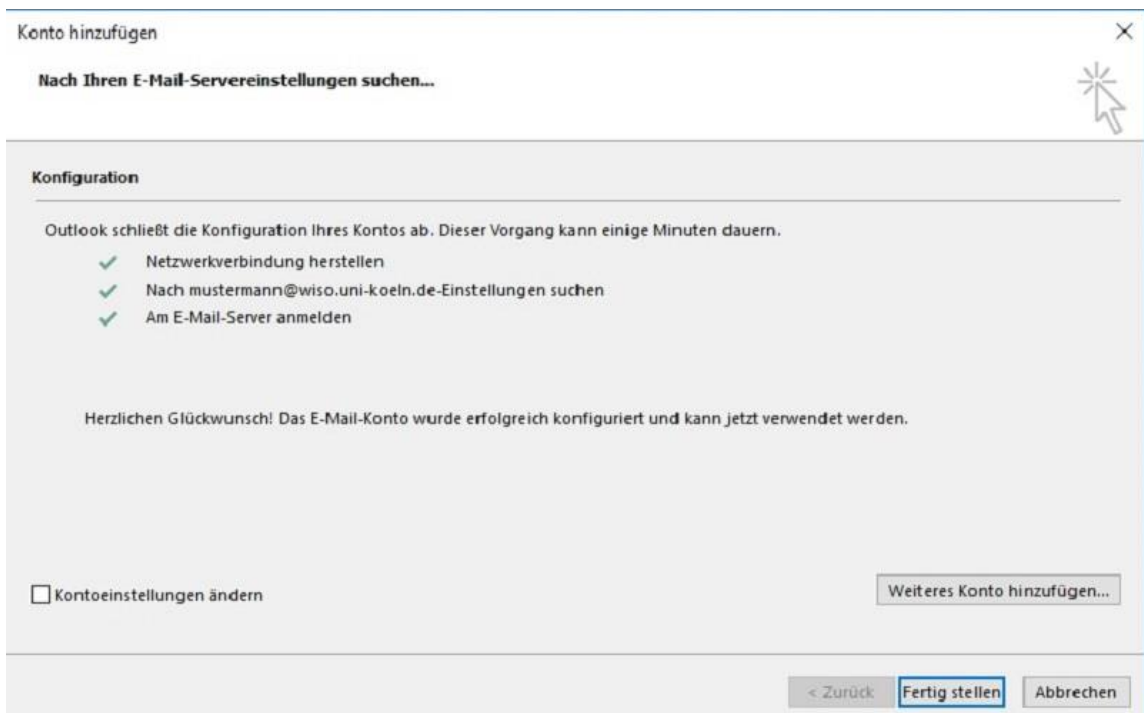 Konto hinzufügen
Nach Ihren E-Mail-Servereinstellungen suchen...
Konfiguration
Outlook schließt die Konfiguration Ihres Kontos ab. Dieser Vorgang kann einige Minuten dauern.
Netzwerkverbindung herstellen
Nach mustermann@wiso.uni-koeln.de-Einstellungen suchen
Am E-Mail-Server anmelden
Herzlichen Glückwunsch! Das E-Mail-Konto wurde erfolgreich konfiguriert und kann jetzt verwendet werden.
Kontoeinstellungen ändern
Weiteres Konto hinzufügen...
< Zurück
Fertig stellen
Abbrechen